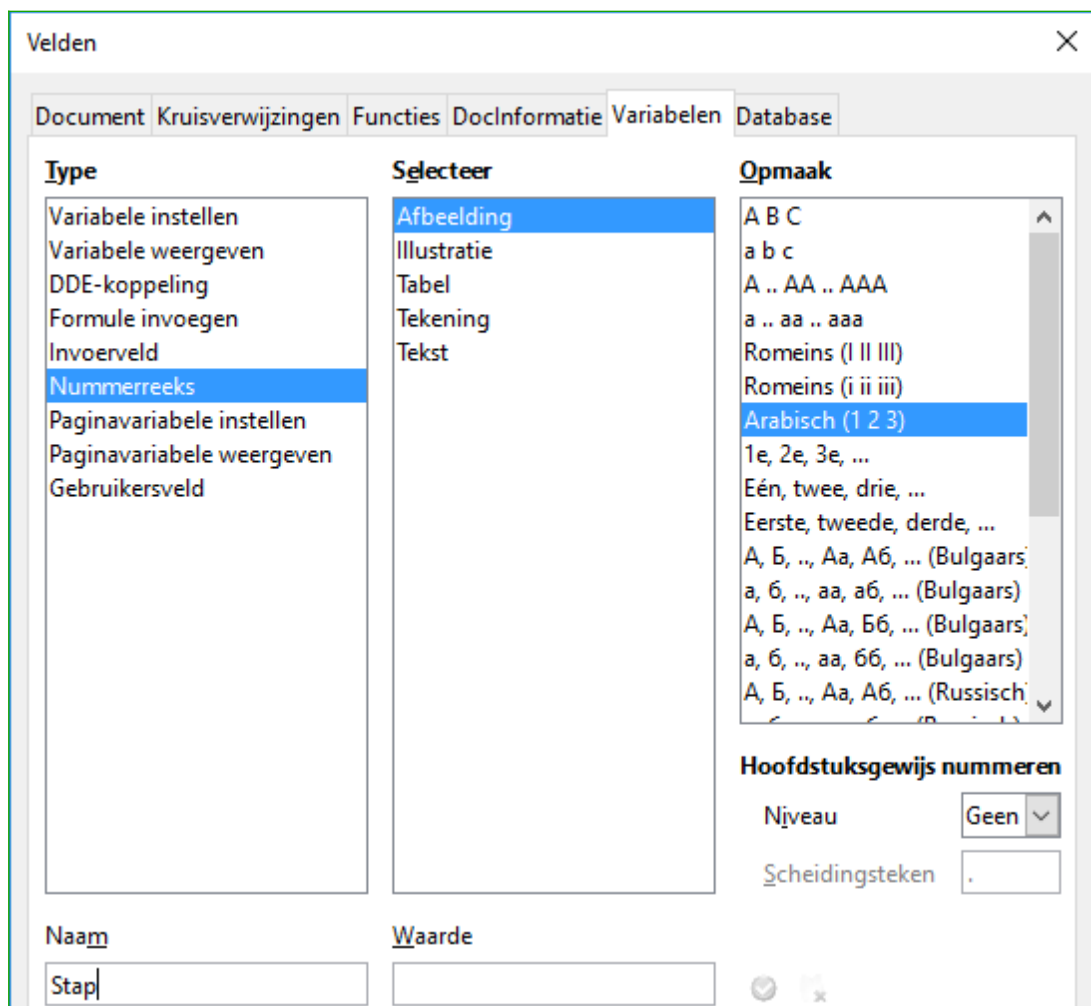 Velden
Document Kruisverwijzingen Functies DocInformatie Variabelen Database
Type
Variabele instellen
Variabele weergeven
DDE-koppeling
Formule invoegen
Invoerveld
Nummerreeks
Paginavariabele instellen
Paginavariabele weergeven
Gebruikersveld
Selecteer
Afbeelding
Illustratie
Tabel
Tekening
Tekst
Opmaak
A B C
a b c
A .. AA .. AAA
a .. aa .. aaa
Romeins (I II III)
Romeins (i ii iii)
Arabisch (1 2 3)
1e, 2e, 3e, ...
Eén, twee, drie, ...
Eerste, tweede, derde, ...
А, Б, .., Аа, Аб, ... (Bulgaars)
а, б, .., аа, аб, ... (Bulgaars)
А, Б, .., Аа, Бб, ... (Bulgaars)
а, б, .., аа, бб, ... (Bulgaars)
А, Б, .., Аа, Аб, ... (Russisch)
Hoofdstuksgewijs nummeren
Niveau Geen
Scheidingsteken .
Naam
Stap
Waarde